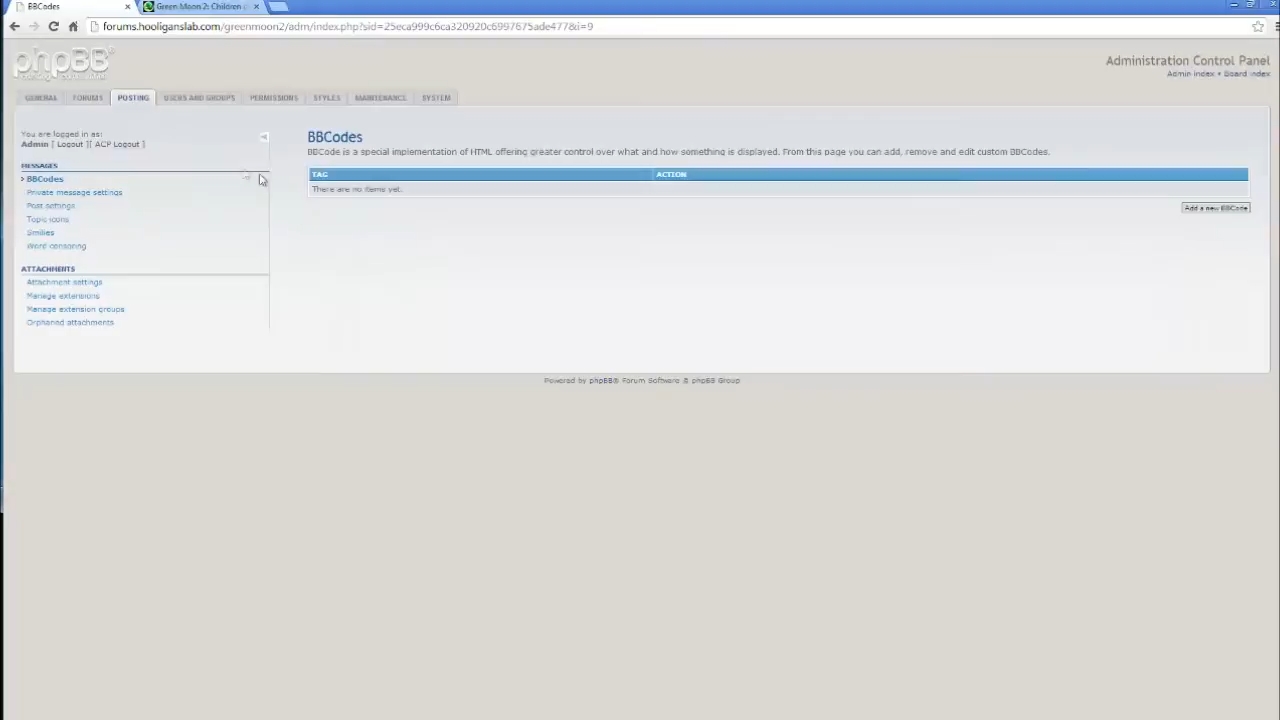 BBCodes
Green Moon 2: Children
forums.hooliganslab.com/greenmoon2/adm/index.php?sid=25eca999c6ca320920c6997675ade477&i=9
phpBB
Administration Control Panel
Admin index • Board index
GENERAL FORUMS POSTING USERS AND GROUPS PERMISSIONS STYLES MAINTENANCE SYSTEM
You are logged in as:
Admin [ Logout ][ ACP Logout ]
MESSAGES
BBCodes
Private message settings
Post settings
Topic icons
Smilies
Word censoring
ATTACHMENTS
Attachment settings
Manage extensions
Manage extension groups
Orphaned attachments
BBCodes
BBCode is a special implementation of HTML offering greater control over what and how something is displayed. From this page you can add, remove and edit custom BBCodes.
TAG ACTION
There are no items yet.
Add a new BBCode
Powered by phpBB® Forum Software © phpBB Group